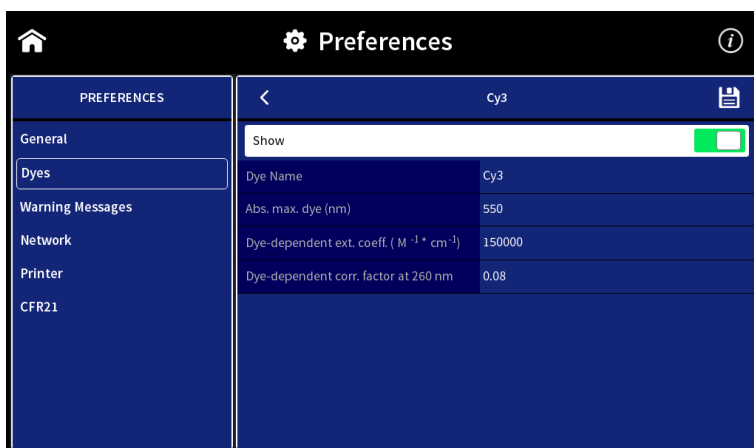 Preferences
PREFERENCES
General
Dyes
Warning Messages
Network
Printer
CFR21
Cy3
Show
Dye Name Cy3
Abs. max. dye (nm) 550
Dye-dependent ext. coeff. ( M ⁻¹ * cm⁻¹) 150000
Dye-dependent corr. factor at 260 nm 0.08